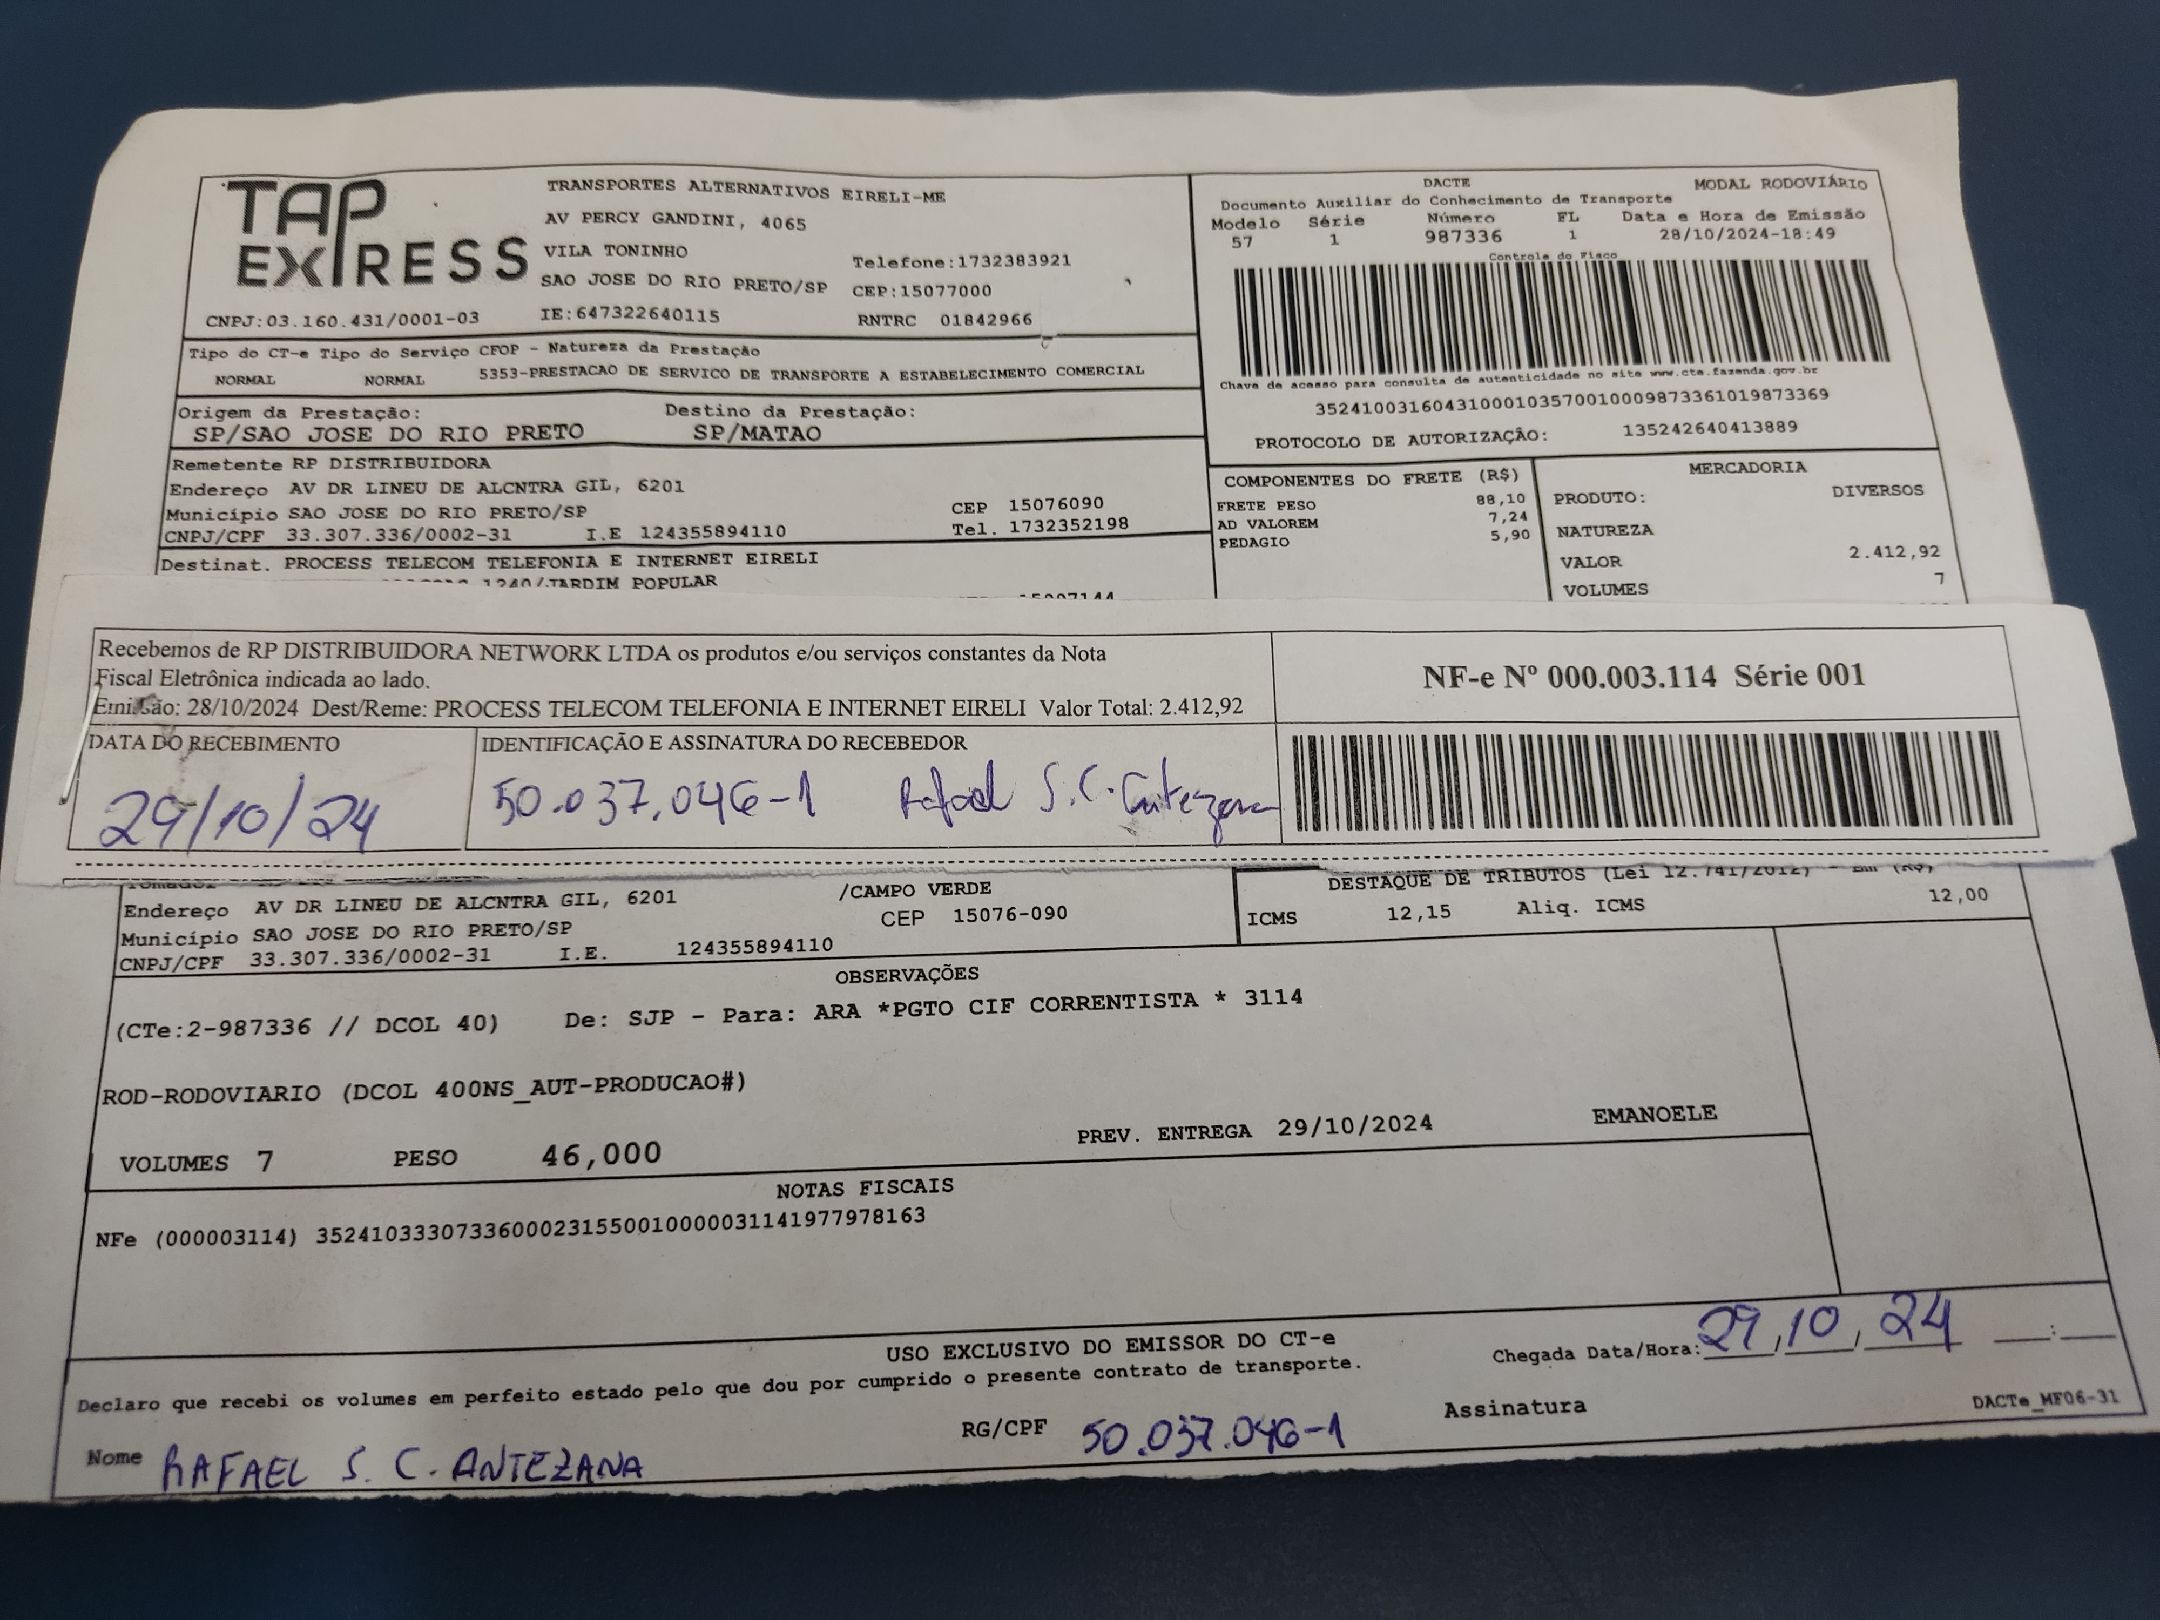 TAP EXPRESS
TRANSPORTES ALTERNATIVOS EIRELI-ME
AV PERCY GANDINI, 4065
VILA TONINHO
Telefone:1732383921
SAO JOSE DO RIO PRETO/SP CEP:15077000
CNPJ:03.160.431/0001-03 IE:647322640115 RNTRC 01842966
DACTE MODAL RODOVIÁRIO
Documento Auxiliar do Conhecimento de Transporte
Modelo Série Número FL Data e Hora de Emissão
57 1 987336 1 28/10/2024-18:49
Controle do Fisco
Chave de acesso para consulta de autenticidade no site www.cte.fazenda.gov.br
35241003160431000103570010009873361019873369
PROTOCOLO DE AUTORIZAÇÃO: 135242640413889
Tipo do CT-e Tipo do Serviço CFOP - Natureza da Prestação
NORMAL NORMAL 5353-PRESTACAO DE SERVICO DE TRANSPORTE A ESTABELECIMENTO COMERCIAL
Origem da Prestação: Destino da Prestação:
SP/SAO JOSE DO RIO PRETO SP/MATAO
Remetente RP DISTRIBUIDORA
Endereço AV DR LINEU DE ALCNTRA GIL, 6201
Município SAO JOSE DO RIO PRETO/SP CEP 15076090
CNPJ/CPF 33.307.336/0002-31 I.E 124355894110 Tel. 1732352198
Destinat. PROCESS TELECOM TELEFONIA E INTERNET EIRELI
1240/JARDIM POPULAR
COMPONENTES DO FRETE (R$)
FRETE PESO 88,10
AD VALOREM 7,24
PEDAGIO 5,90
MERCADORIA
PRODUTO: DIVERSOS
NATUREZA
VALOR 2.412,92
VOLUMES 7
Recebemos de RP DISTRIBUIDORA NETWORK LTDA os produtos e/ou serviços constantes da Nota
Fiscal Eletrônica indicada ao lado.
Emissão: 28/10/2024 Dest/Reme: PROCESS TELECOM TELEFONIA E INTERNET EIRELI Valor Total: 2.412,92
NF-e Nº 000.003.114 Série 001
DATA DO RECEBIMENTO IDENTIFICAÇÃO E ASSINATURA DO RECEBEDOR
29/10/24 50.037.046-1 Rafael S.C. Antezana
Tomador
Endereço AV DR LINEU DE ALCNTRA GIL, 6201 /CAMPO VERDE
Município SAO JOSE DO RIO PRETO/SP CEP 15076-090
CNPJ/CPF 33.307.336/0002-31 I.E. 124355894110
DESTAQUE DE TRIBUTOS (Lei 12.741/2012) - Em (R$)
ICMS 12,15 Aliq. ICMS 12,00
OBSERVAÇÕES
(CTe:2-987336 // DCOL 40) De: SJP - Para: ARA *PGTO CIF CORRENTISTA * 3114
ROD-RODOVIARIO (DCOL 400NS_AUT-PRODUCAO#)
VOLUMES 7 PESO 46,000 PREV. ENTREGA 29/10/2024 EMANOELE
NOTAS FISCAIS
NFe (000003114) 35241033307336000231550010000031141977978163
USO EXCLUSIVO DO EMISSOR DO CT-e
Declaro que recebi os volumes em perfeito estado pelo que dou por cumprido o presente contrato de transporte.
Chegada Data/Hora: 29/10/24 __:__
Nome RAFAEL S. C. ANTEZANA RG/CPF 50.037.046-1 Assinatura
DACTe_MF06-31